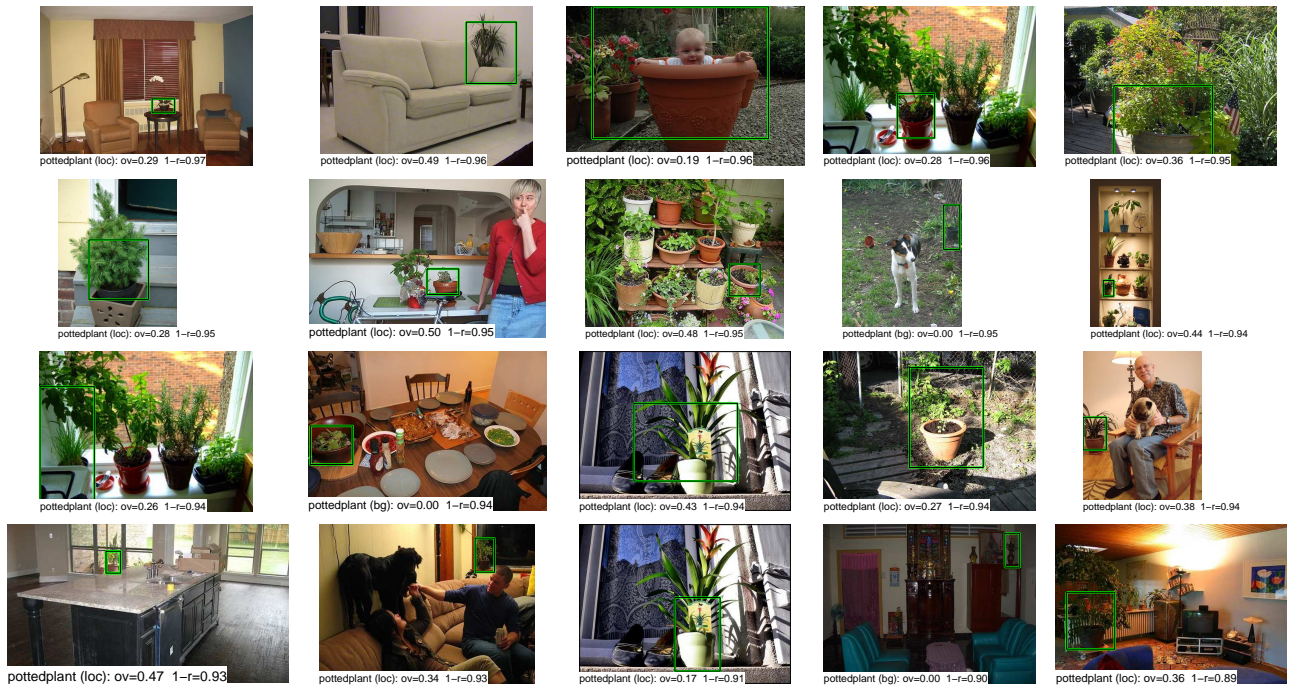 pottedplant (loc): ov=0.29 1−r=0.97
pottedplant (loc): ov=0.49 1−r=0.96
pottedplant (loc): ov=0.19 1−r=0.96
pottedplant (loc): ov=0.28 1−r=0.96
pottedplant (loc): ov=0.36 1−r=0.95
pottedplant (loc): ov=0.28 1−r=0.95
pottedplant (loc): ov=0.50 1−r=0.95
pottedplant (loc): ov=0.48 1−r=0.95
pottedplant (bg): ov=0.00 1−r=0.95
pottedplant (loc): ov=0.44 1−r=0.94
pottedplant (loc): ov=0.26 1−r=0.94
pottedplant (bg): ov=0.00 1−r=0.94
pottedplant (loc): ov=0.43 1−r=0.94
pottedplant (loc): ov=0.27 1−r=0.94
pottedplant (loc): ov=0.38 1−r=0.94
pottedplant (loc): ov=0.47 1−r=0.93
pottedplant (loc): ov=0.34 1−r=0.93
pottedplant (loc): ov=0.17 1−r=0.91
pottedplant (bg): ov=0.00 1−r=0.90
pottedplant (loc): ov=0.36 1−r=0.89